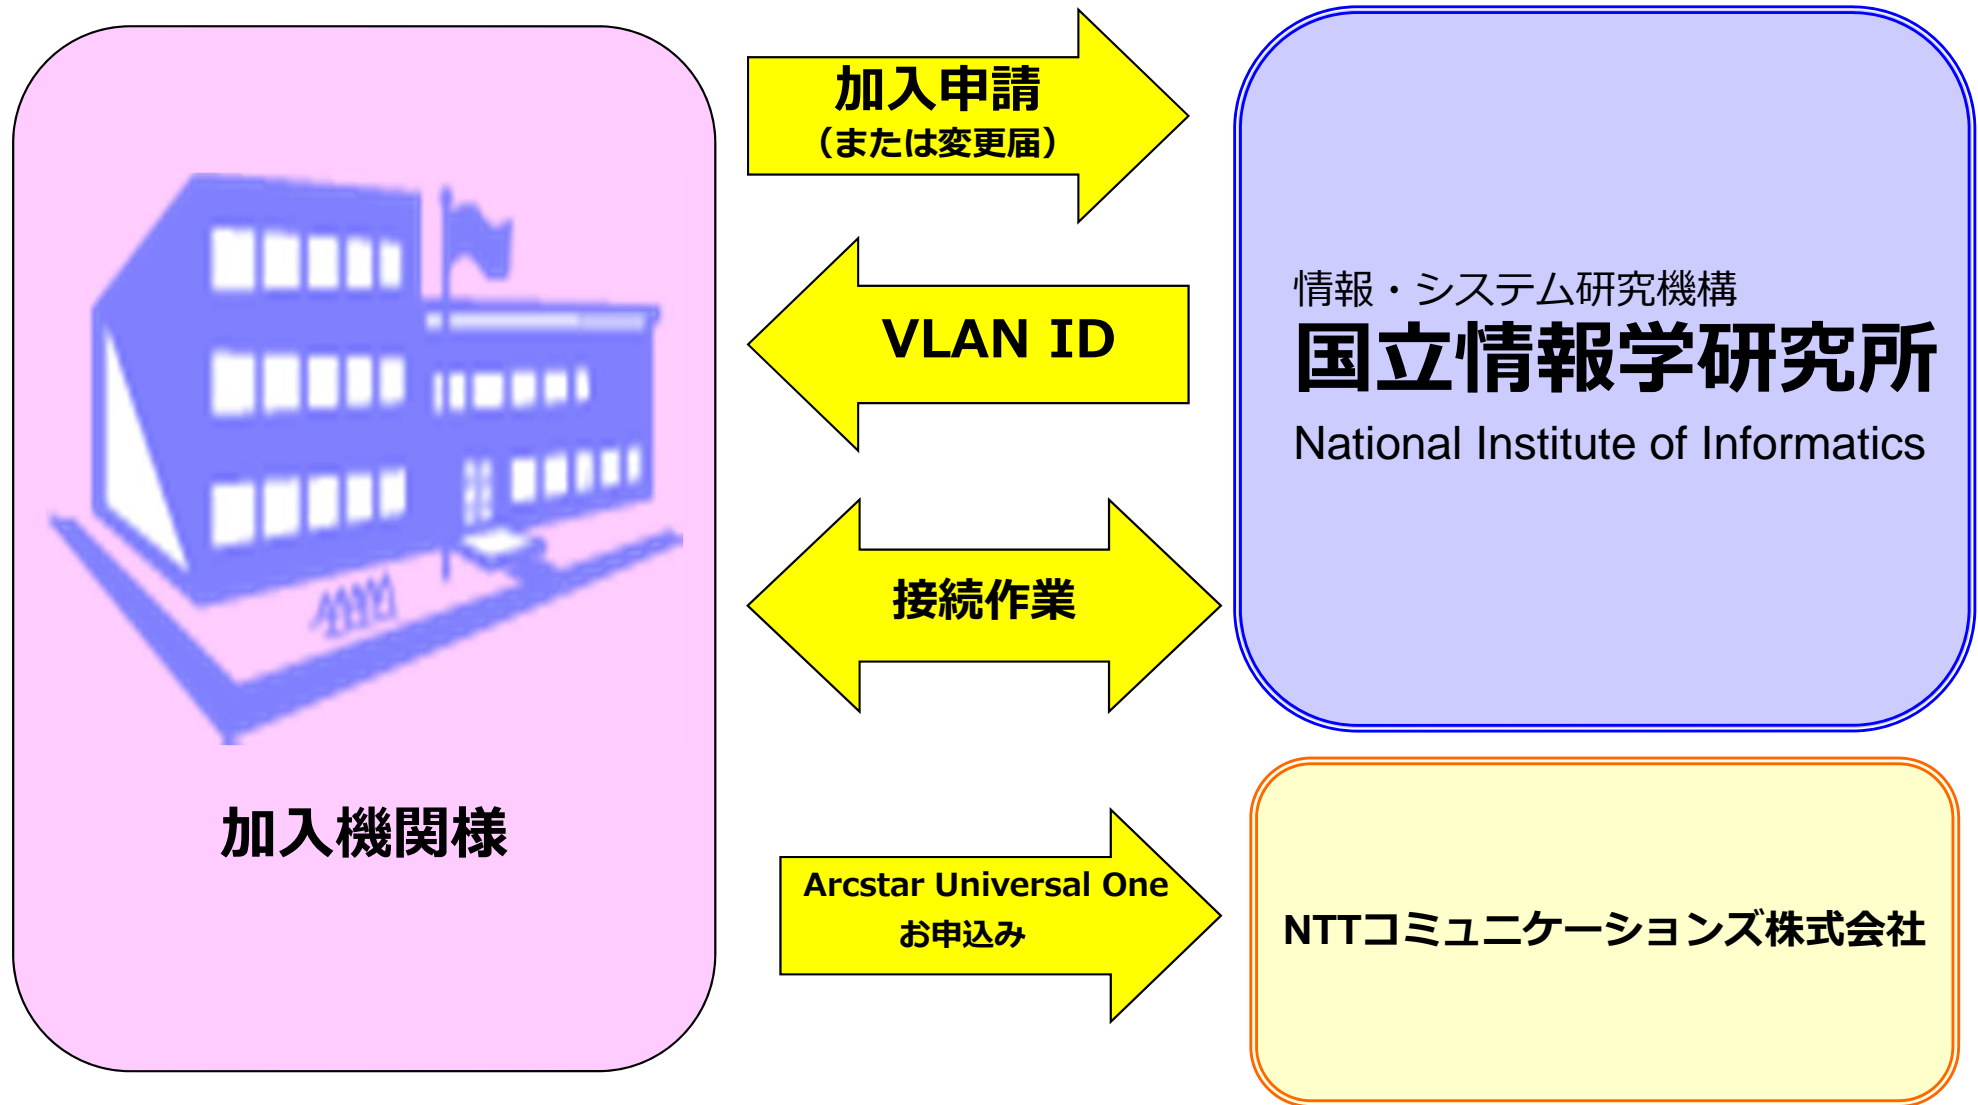 加入申請
（または変更届）
VLAN ID
接続作業
Arcstar Universal One
お申込み
加入機関様
情報・システム研究機構
国立情報学研究所
National Institute of Informatics
NTTコミュニケーションズ株式会社